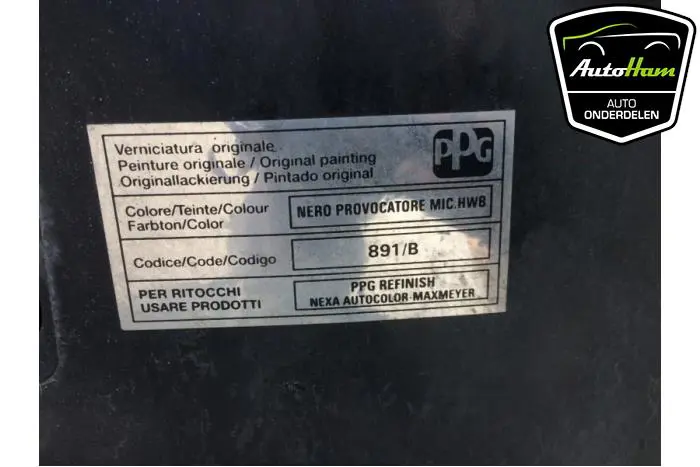 AutoHam
AUTO
ONDERDELEN
Verniciatura originale
Peinture originale / Original painting
Originallackierung / Pintado original
PPG
Colore/Teinte/Colour
Farbton/Color
NERO PROVOCATORE MIC.HWB
Codice/Code/Codigo
891/B
PER RITOCCHI
USARE PRODOTTI
PPG REFINISH
NEXA AUTOCOLOR-MAXMEYER